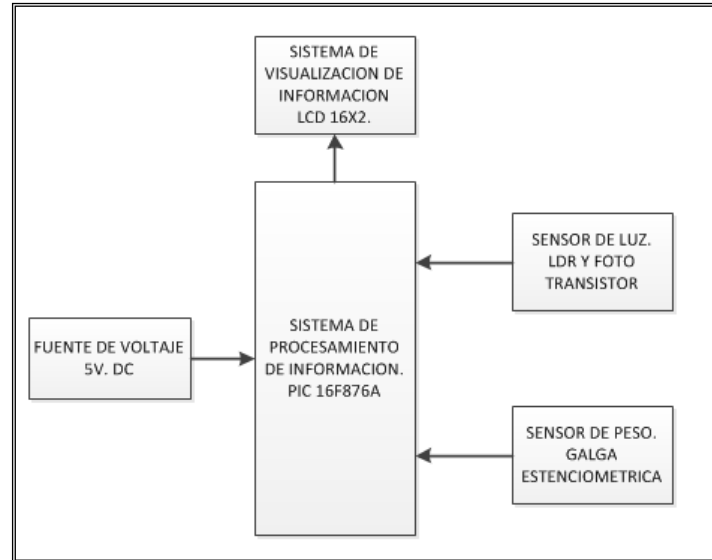 SISTEMA DE
VISUALIZACION DE
INFORMACION
LCD 16X2.
SENSOR DE LUZ.
LDR Y FOTO
TRANSISTOR
FUENTE DE VOLTAJE
5V. DC
SISTEMA DE
PROCESAMIENTO
DE INFORMACION.
PIC 16F876A
SENSOR DE PESO.
GALGA
ESTENCIOMETRICA